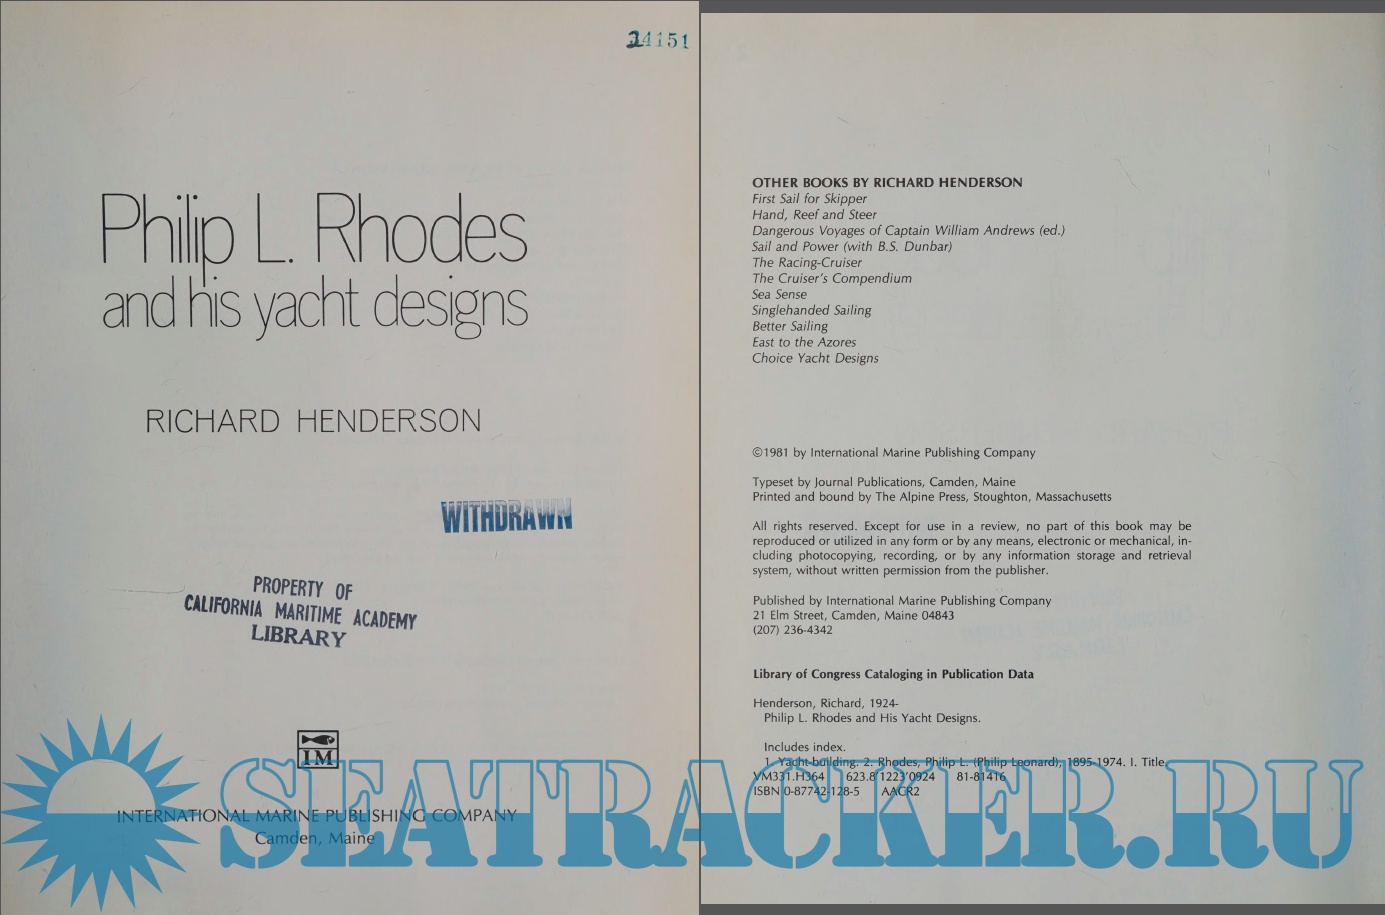 34151
Philip L. Rhodes
and his yacht designs
RICHARD HENDERSON
WITHDRAWN
PROPERTY OF
CALIFORNIA MARITIME ACADEMY
LIBRARY
IM
INTERNATIONAL MARINE PUBLISHING COMPANY
Camden, Maine
OTHER BOOKS BY RICHARD HENDERSON
First Sail for Skipper
Hand, Reef and Steer
Dangerous Voyages of Captain William Andrews (ed.)
Sail and Power (with B.S. Dunbar)
The Racing-Cruiser
The Cruiser's Compendium
Sea Sense
Singlehanded Sailing
Better Sailing
East to the Azores
Choice Yacht Designs
©1981 by International Marine Publishing Company
Typeset by Journal Publications, Camden, Maine
Printed and bound by The Alpine Press, Stoughton, Massachusetts
All rights reserved. Except for use in a review, no part of this book may be
reproduced or utilized in any form or by any means, electronic or mechanical, in-
cluding photocopying, recording, or by any information storage and retrieval
system, without written permission from the publisher.
Published by International Marine Publishing Company
21 Elm Street, Camden, Maine 04843
(207) 236-4342
Library of Congress Cataloging in Publication Data
Henderson, Richard, 1924-
Philip L. Rhodes and His Yacht Designs.
Includes index.
1. Yacht-building. 2. Rhodes, Philip L. (Philip Leonard), 1895-1974. I. Title.
VM331.H364 623.8'1223'0924 81-81416
ISBN 0-87742-128-5 AACR2
SEATRACKER.RU